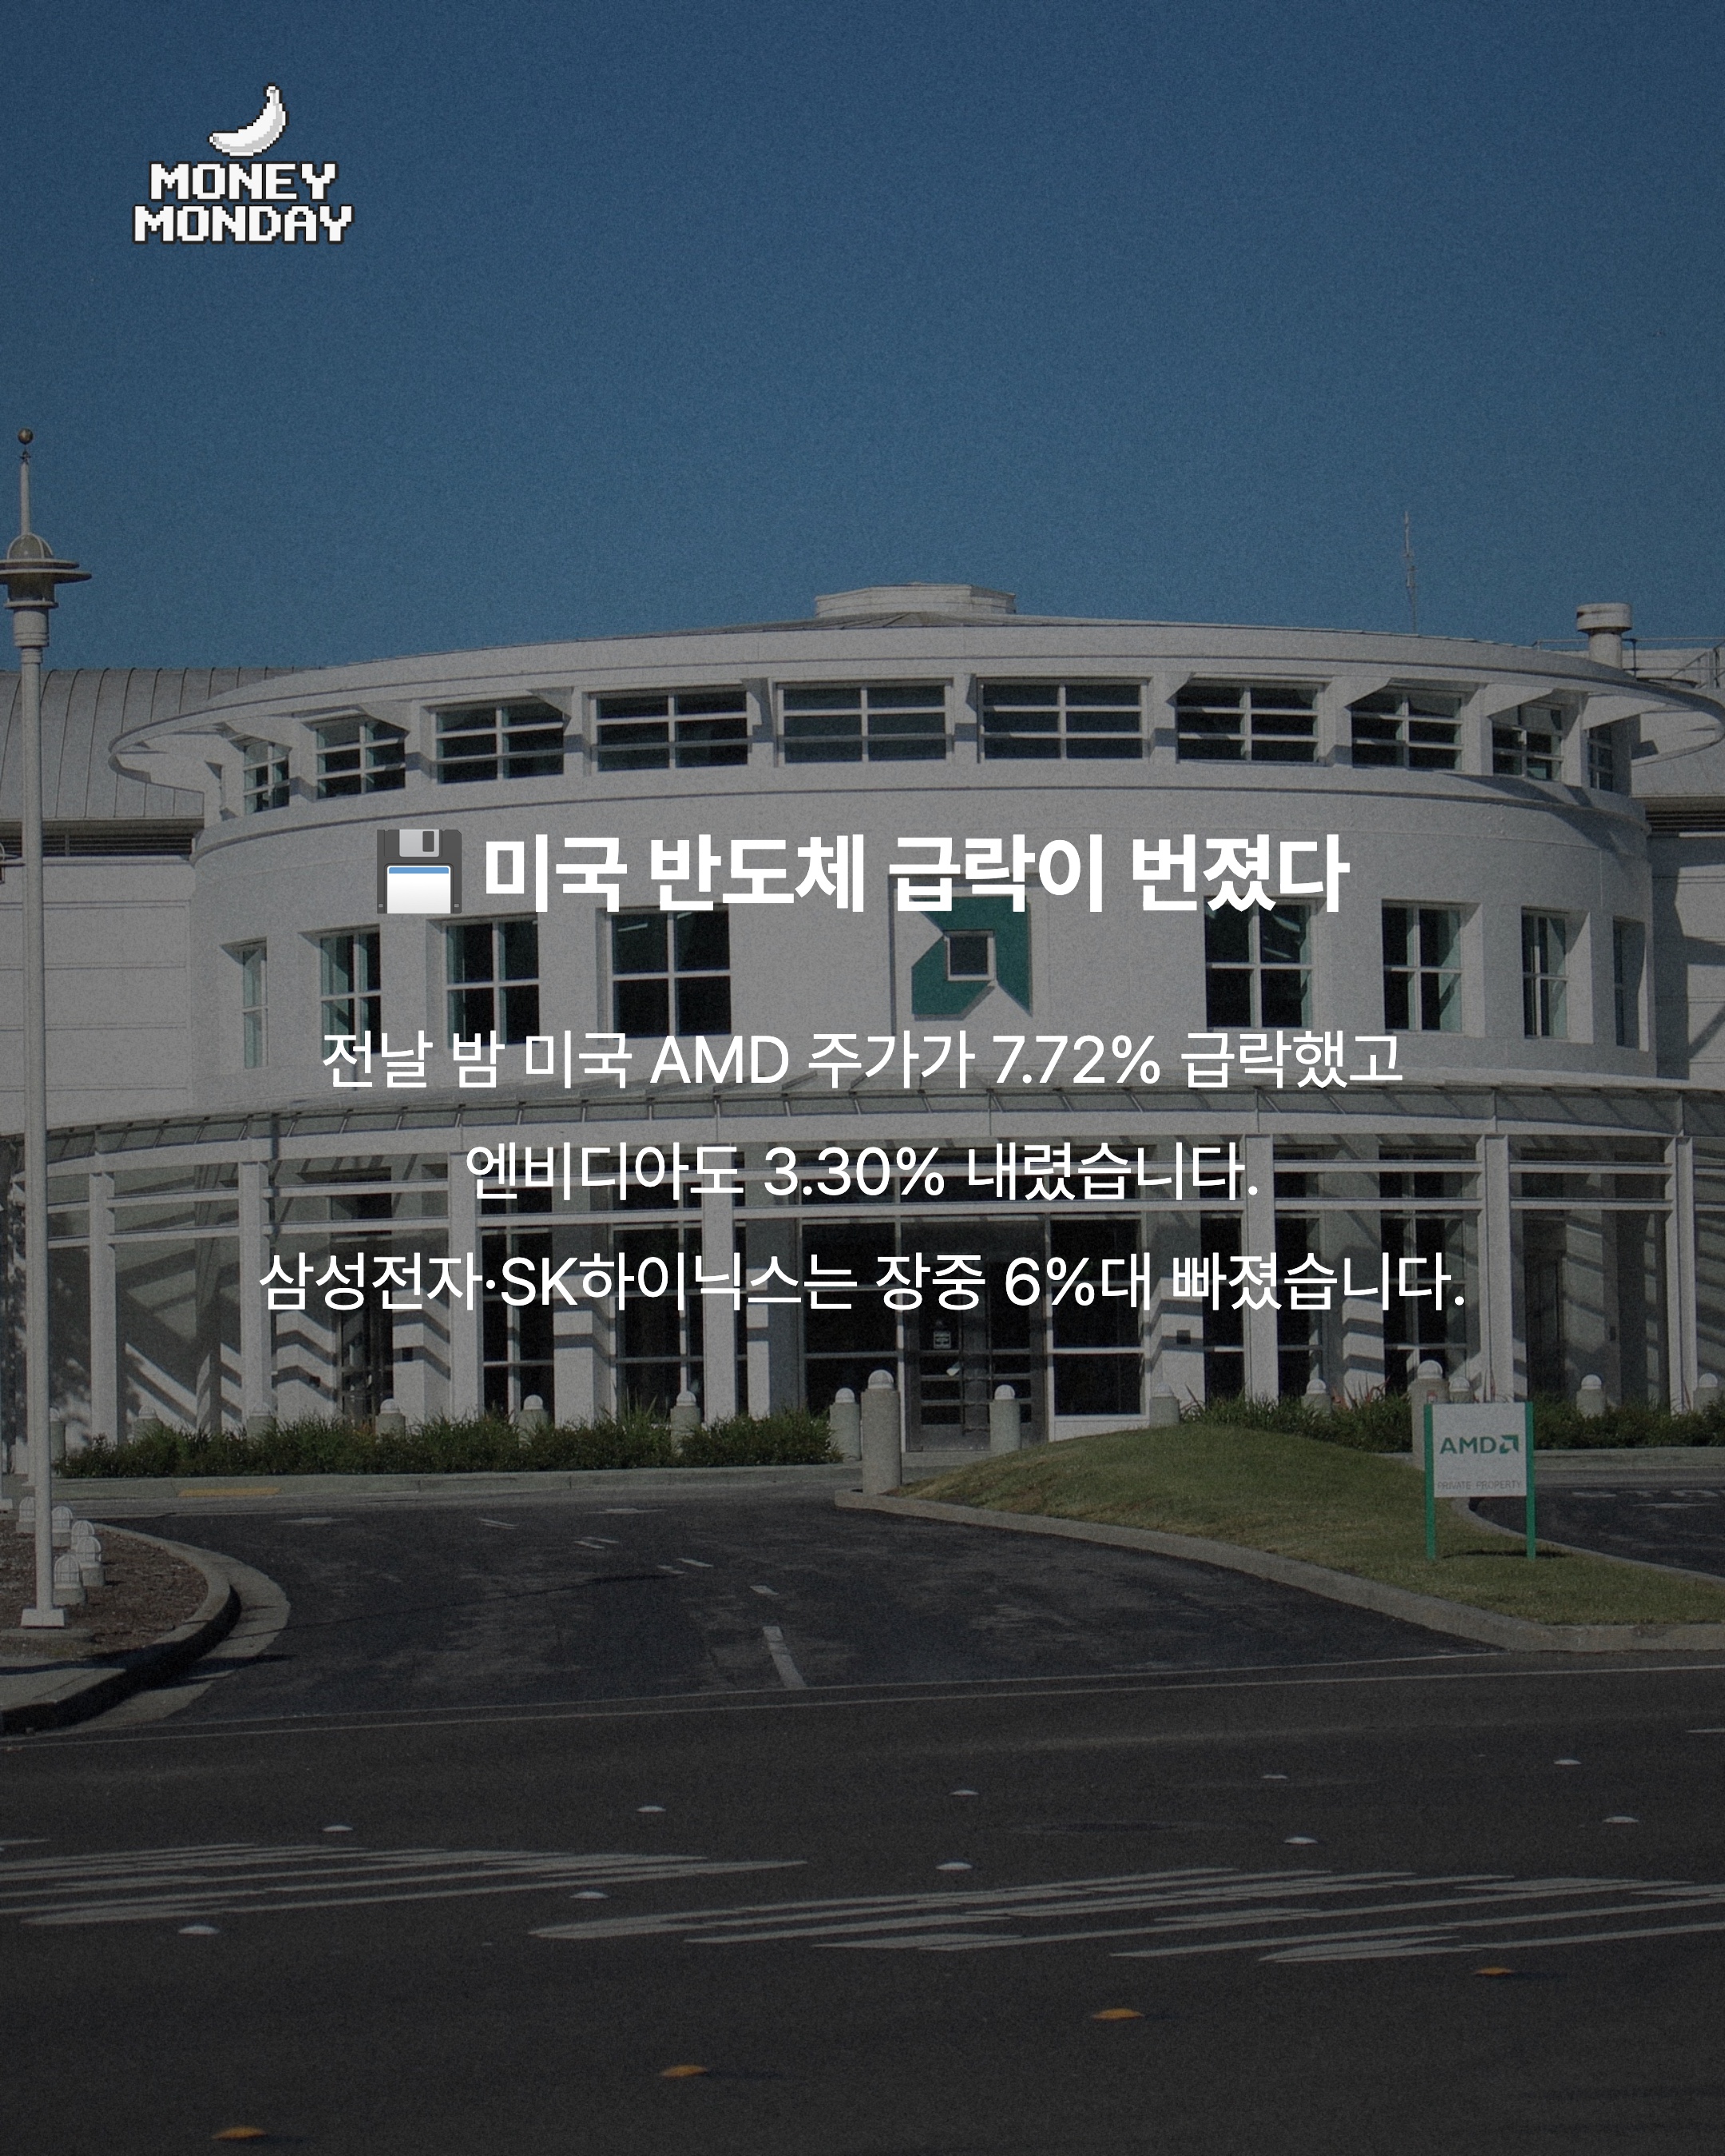 MONEY
MONDAY
💾 미국 반도체 급락이 번졌다
전날 밤 미국 AMD 주가가 7.72% 급락했고
엔비디아도 3.30% 내렸습니다.
삼성전자·SK하이닉스는 장중 6%대 빠졌습니다.
AMD
PRIVATE PROPERTY